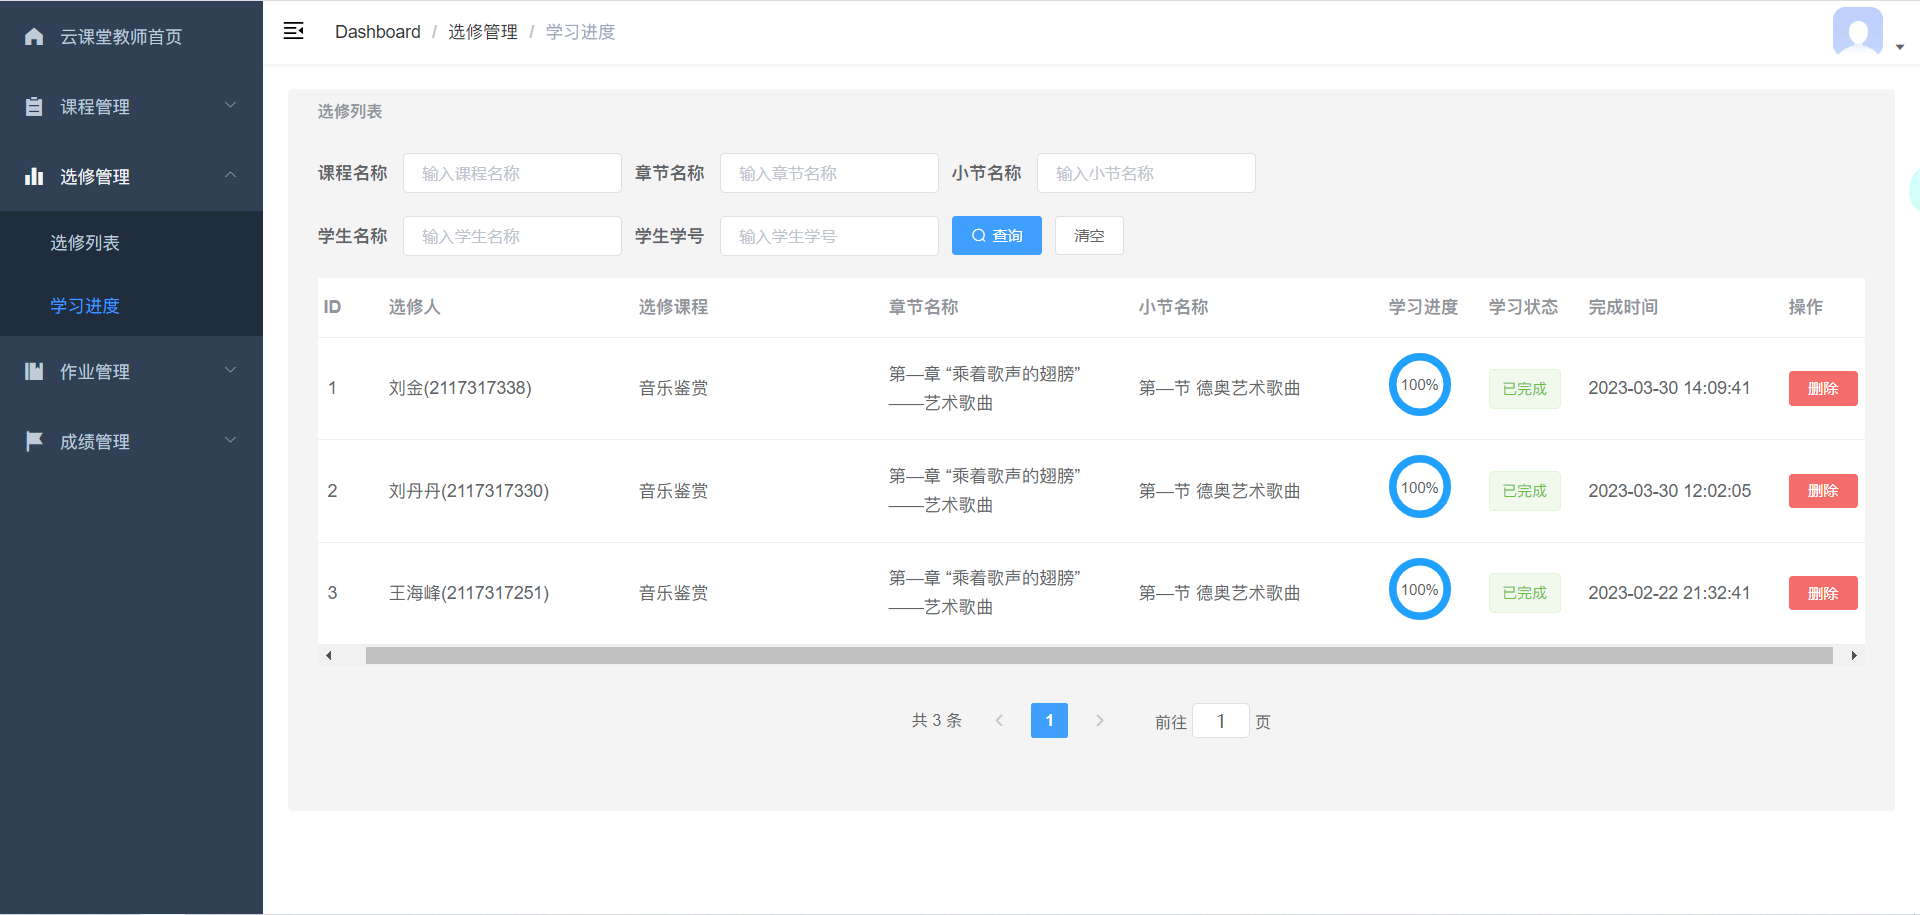 云课堂教师首页
课程管理
选修管理
选修列表
学习进度
作业管理
成绩管理
Dashboard / 选修管理 / 学习进度
选修列表
课程名称 输入课程名称 章节名称 输入章节名称 小节名称 输入小节名称
学生名称 输入学生名称 学生学号 输入学生学号 查询 清空
ID 选修人 选修课程 章节名称 小节名称 学习进度 学习状态 完成时间 操作
1 刘金(2117317338) 音乐鉴赏 第—章 “乘着歌声的翅膀” 第—节 德奥艺术歌曲 100% 已完成 2023-03-30 14:09:41 删除
——艺术歌曲
2 刘丹丹(2117317330) 音乐鉴赏 第—章 “乘着歌声的翅膀” 第—节 德奥艺术歌曲 100% 已完成 2023-03-30 12:02:05 删除
——艺术歌曲
3 王海峰(2117317251) 音乐鉴赏 第—章 “乘着歌声的翅膀” 第—节 德奥艺术歌曲 100% 已完成 2023-02-22 21:32:41 删除
——艺术歌曲
共 3 条 1 前往 1 页